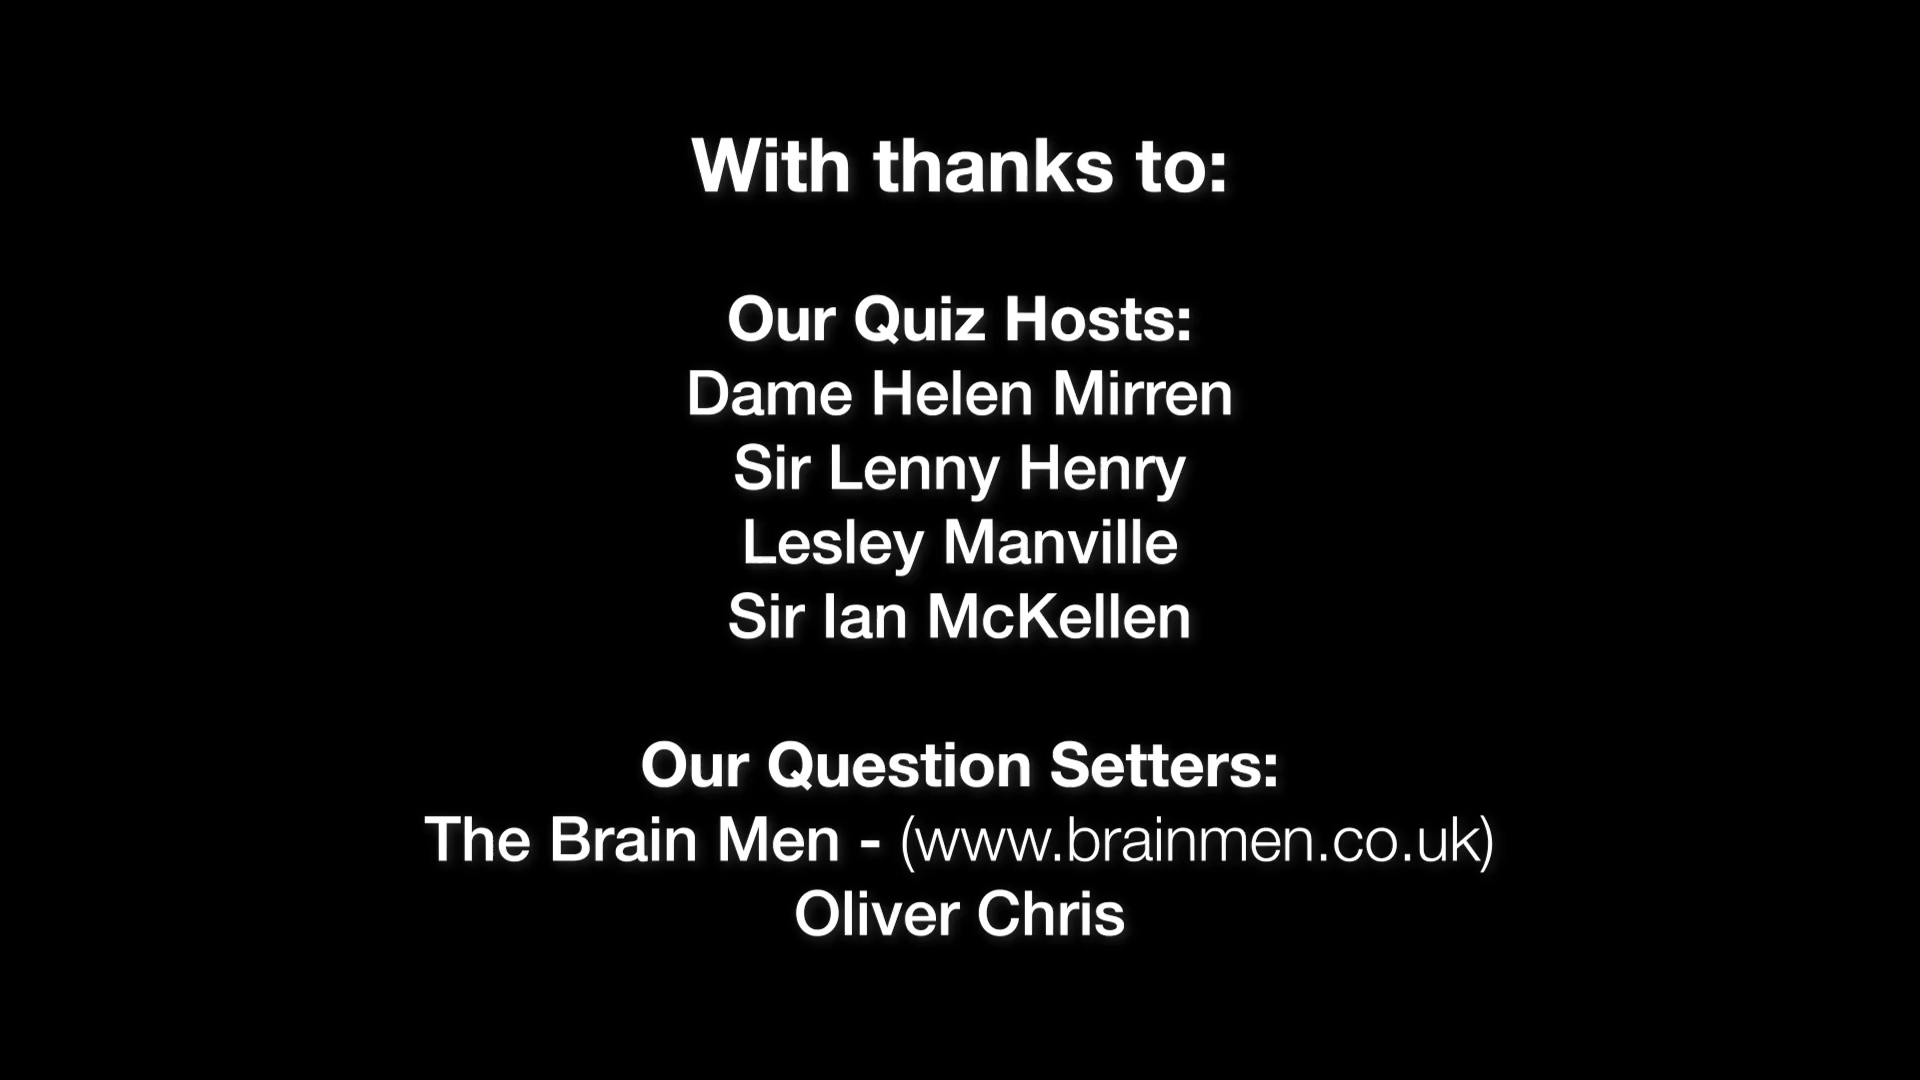 With thanks to:
Our Quiz Hosts:
Dame Helen Mirren
Sir Lenny Henry
Lesley Manville
Sir Ian McKellen
Our Question Setters:
The Brain Men - (www.brainmen.co.uk)
Oliver Chris